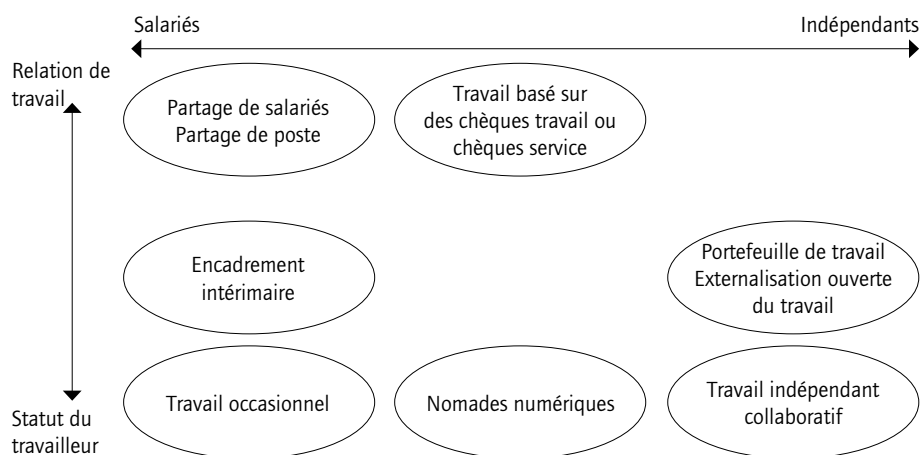 Salariés
Indépendants
Relation de
travail
Partage de salariés
Partage de poste
Travail basé sur
des chèques travail ou
chèques service
Encadrement
intérimaire
Portefeuille de travail
Externalisation ouverte
du travail
Statut du
travailleur
Travail occasionnel
Nomades numériques
Travail indépendant
collaboratif